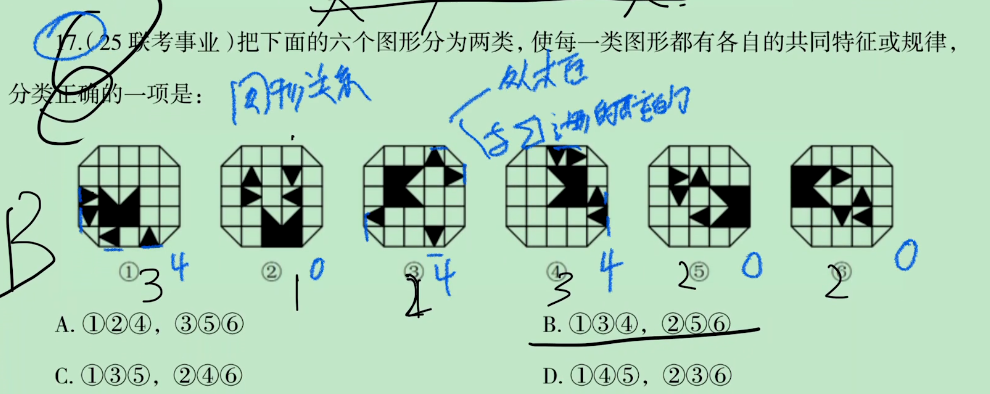 17.(25 联考事业)把下面的六个图形分为两类,使每一类图形都有各自的共同特征或规律,
分类正确的一项是:
图形关系
B
① ② ③ ④ ⑤ ⑥
3 4 1 0 4 3 4 2 0 2 0
A. ①②④, ③⑤⑥ B. ①③④, ②⑤⑥
C. ①③⑤, ②④⑥ D. ①④⑤, ②③⑥